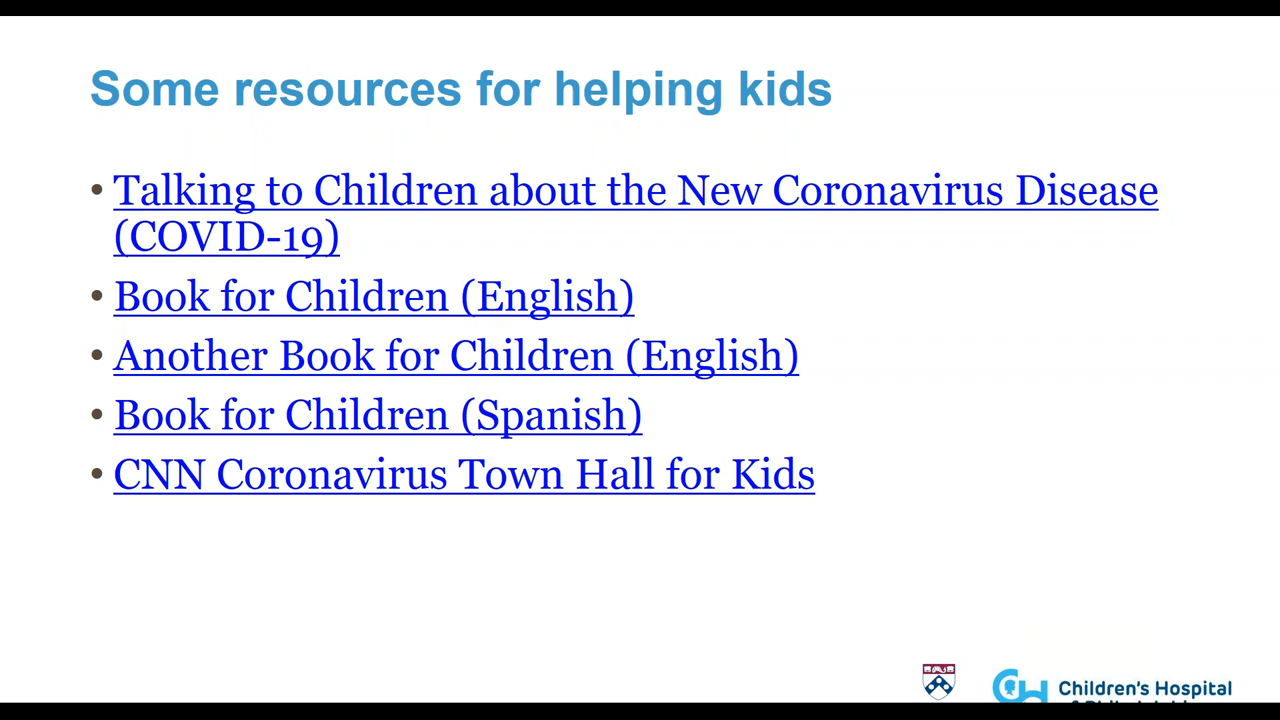 Some resources for helping kids
• Talking to Children about the New Coronavirus Disease
(COVID-19)
• Book for Children (English)
• Another Book for Children (English)
• Book for Children (Spanish)
• CNN Coronavirus Town Hall for Kids
Children's Hospital